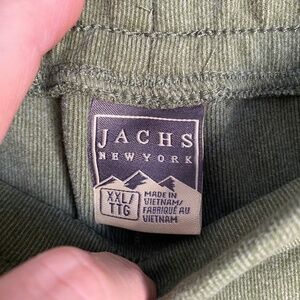 JACHS
NEW YORK
XXL/
TTG
MADE IN
VIETNAM/
FABRIQUÉ AU
VIETNAM